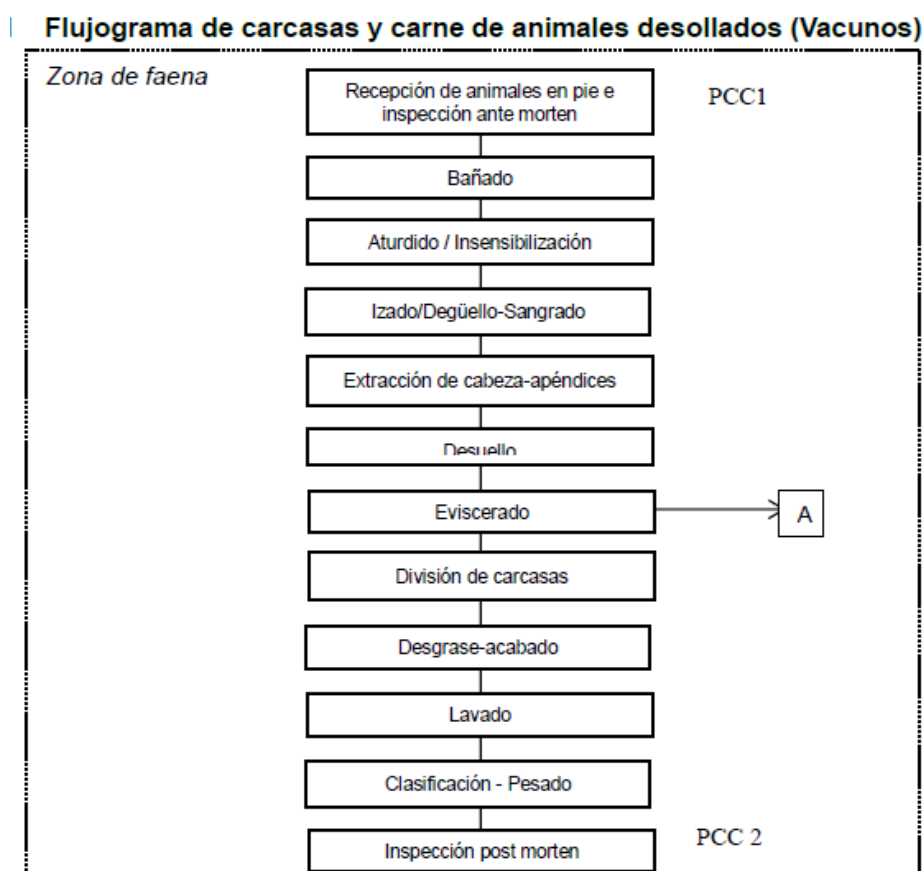 Flujograma de carcasas y carne de animales desollados (Vacunos)
Zona de faena
Recepción de animales en pie e
inspección ante morten
PCC1
Bañado
Aturdido / Insensibilización
Izado/Degüello-Sangrado
Extracción de cabeza-apéndices
Desuello
Eviscerado
A
División de carcasas
Desgrase-acabado
Lavado
Clasificación - Pesado
Inspección post morten
PCC 2